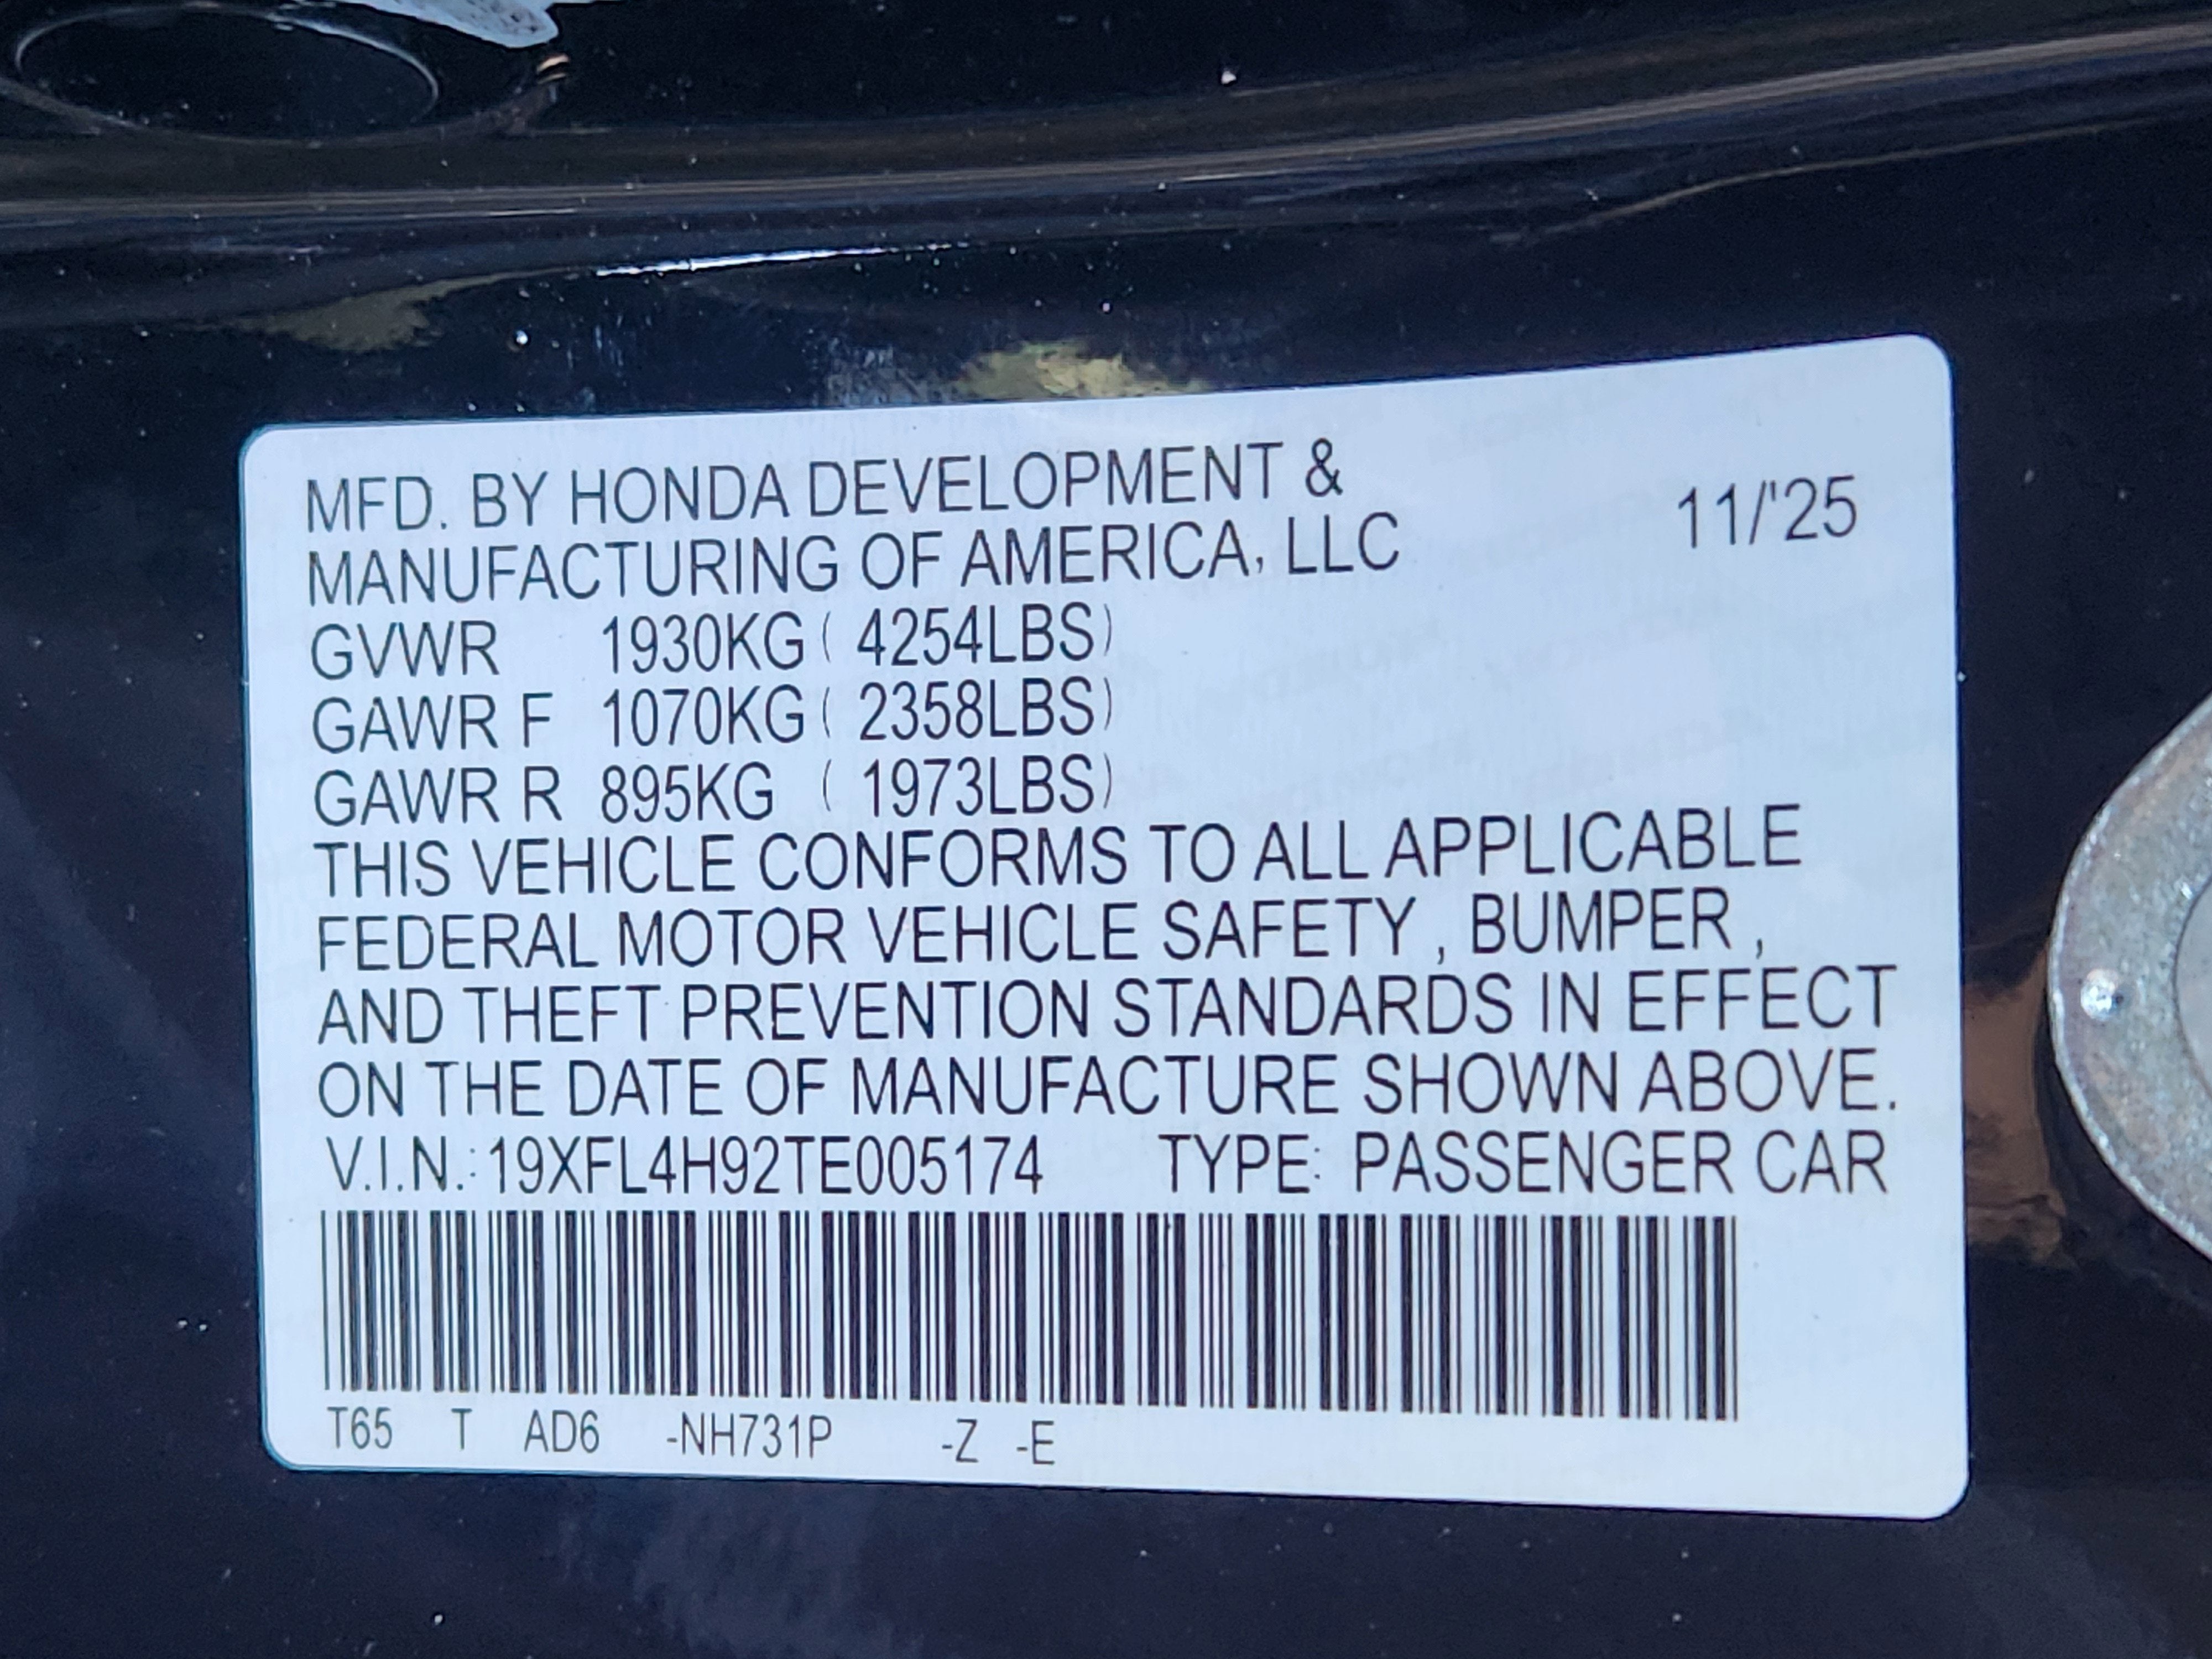 MFD. BY HONDA DEVELOPMENT &
MANUFACTURING OF AMERICA, LLC 11/'25
GVWR 1930KG ( 4254LBS)
GAWR F 1070KG ( 2358LBS)
GAWR R 895KG ( 1973LBS)
THIS VEHICLE CONFORMS TO ALL APPLICABLE
FEDERAL MOTOR VEHICLE SAFETY , BUMPER ,
AND THEFT PREVENTION STANDARDS IN EFFECT
ON THE DATE OF MANUFACTURE SHOWN ABOVE.
V.I.N.: 19XFL4H92TE005174 TYPE: PASSENGER CAR
T65 T AD6 -NH731P -Z -E